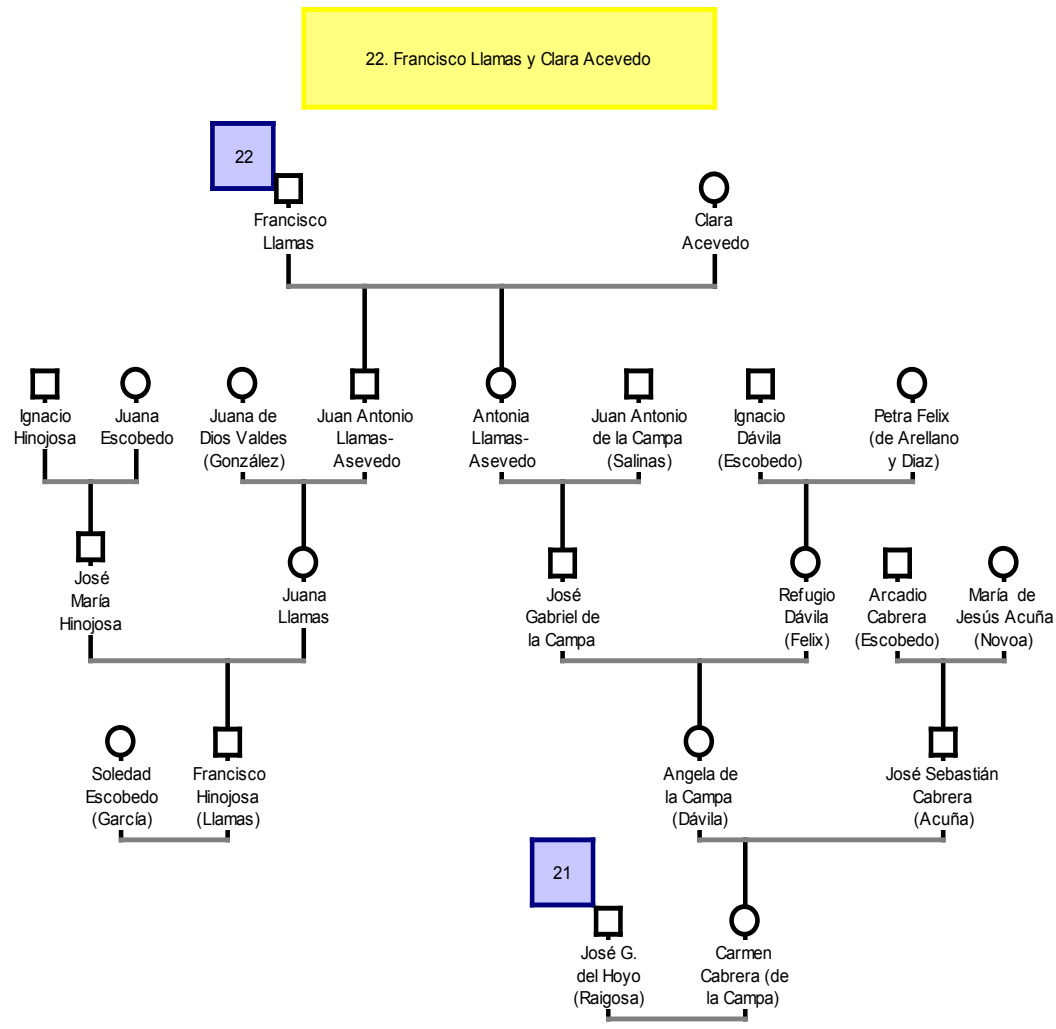 22. Francisco Llamas y Clara Acevedo
22
Francisco
Llamas
Clara
Acevedo
Ignacio
Hinojosa
Juana
Escobedo
Juana de
Dios Valdes
(González)
Juan Antonio
Llamas-
Asevedo
Antonia
Llamas-
Asevedo
Juan Antonio
de la Campa
(Salinas)
Ignacio
Dávila
(Escobedo)
Petra Felix
(de Arellano
y Diaz)
José
María
Hinojosa
Juana
Llamas
José
Gabriel de
la Campa
Refugio
Dávila
(Felix)
Arcadio
Cabrera
(Escobedo)
María de
Jesús Acuña
(Novoa)
Soledad
Escobedo
(García)
Francisco
Hinojosa
(Llamas)
Angela de
la Campa
(Dávila)
José Sebastián
Cabrera
(Acuña)
21
José G.
del Hoyo
(Raigosa)
Carmen
Cabrera (de
la Campa)